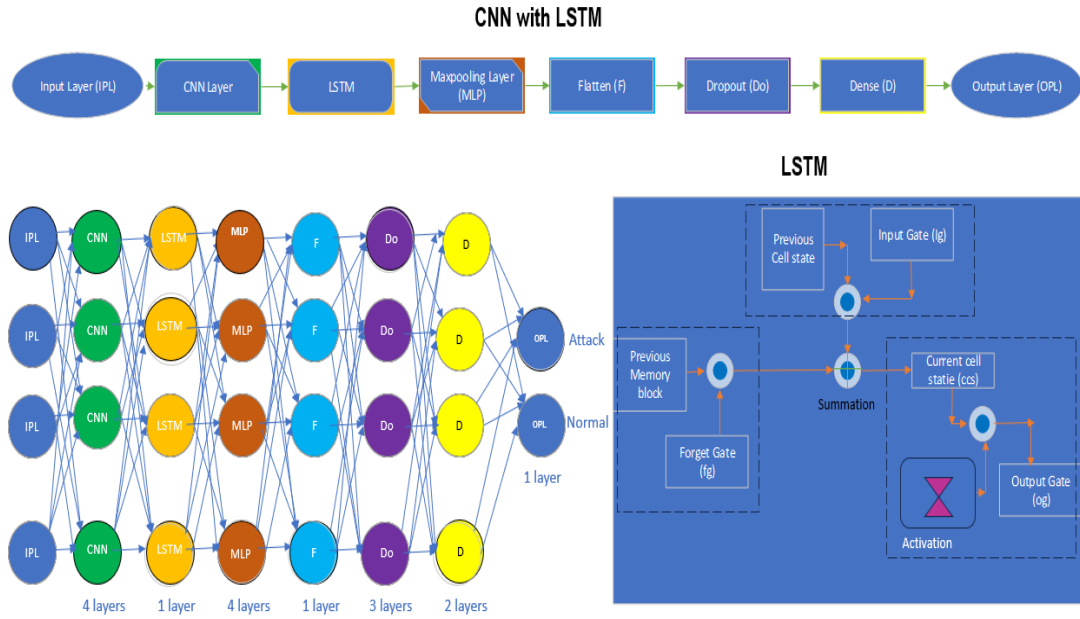 CNN with LSTM
Input Layer (IPL)
CNN Layer
LSTM
Maxpooling Layer
(MLP)
Flatten (F)
Dropout (Do)
Dense (D)
Output Layer (OPL)
LSTM
IPL
CNN
LSTM
MLP
F
Do
D
IPL
CNN
LSTM
MLP
F
Do
D
OPL
Attack
IPL
CNN
LSTM
MLP
F
Do
D
OPL
Normal
1 layer
IPL
CNN
LSTM
MLP
F
Do
D
4 layers
1 layer
4 layers
1 layer
3 layers
2 layers
Previous
Cell state
Input Gate (Ig)
Previous
Memory
block
Forget Gate
(fg)
Summation
Current cell
statie (ccs)
Output Gate
(og)
Activation